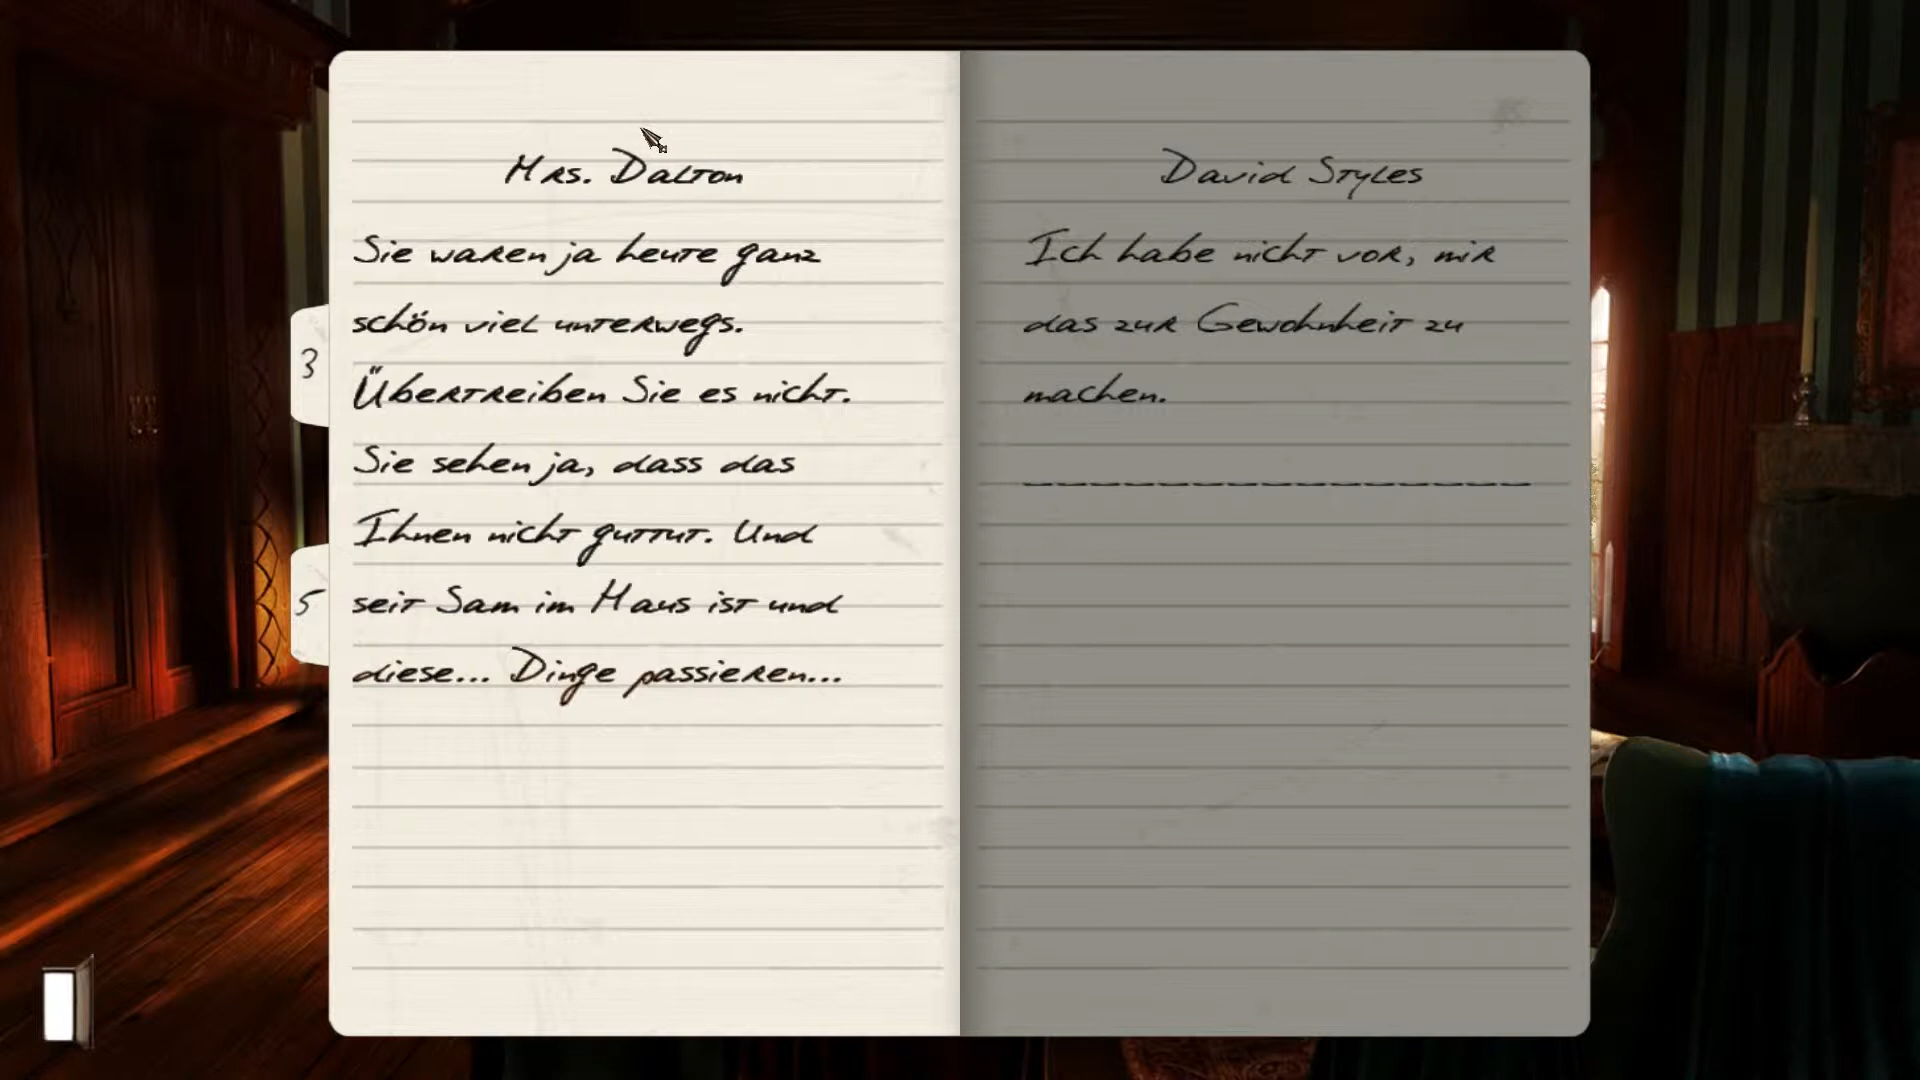 Mrs. Dalton
Sie waren ja heute ganz
schön viel unterwegs.
Übertreiben Sie es nicht.
Sie sehen ja, dass das
Ihnen nicht guttut. Und
seit Sam im Haus ist und
diese... Dinge passieren...
David Styles
Ich habe nicht vor, mir
das zur Gewohnheit zu
machen.
3
5